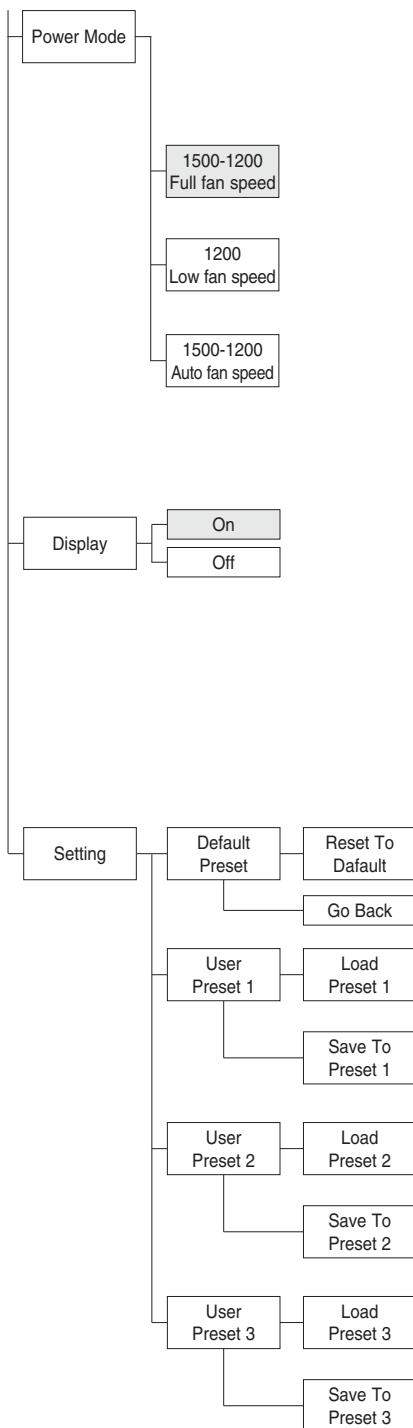 Power Mode
1500-1200
Full fan speed
1200
Low fan speed
1500-1200
Auto fan speed
Display
On
Off
Setting
Default
Preset
Reset To
Dafault
Go Back
User
Preset 1
Load
Preset 1
Save To
Preset 1
User
Preset 2
Load
Preset 2
Save To
Preset 2
User
Preset 3
Load
Preset 3
Save To
Preset 3